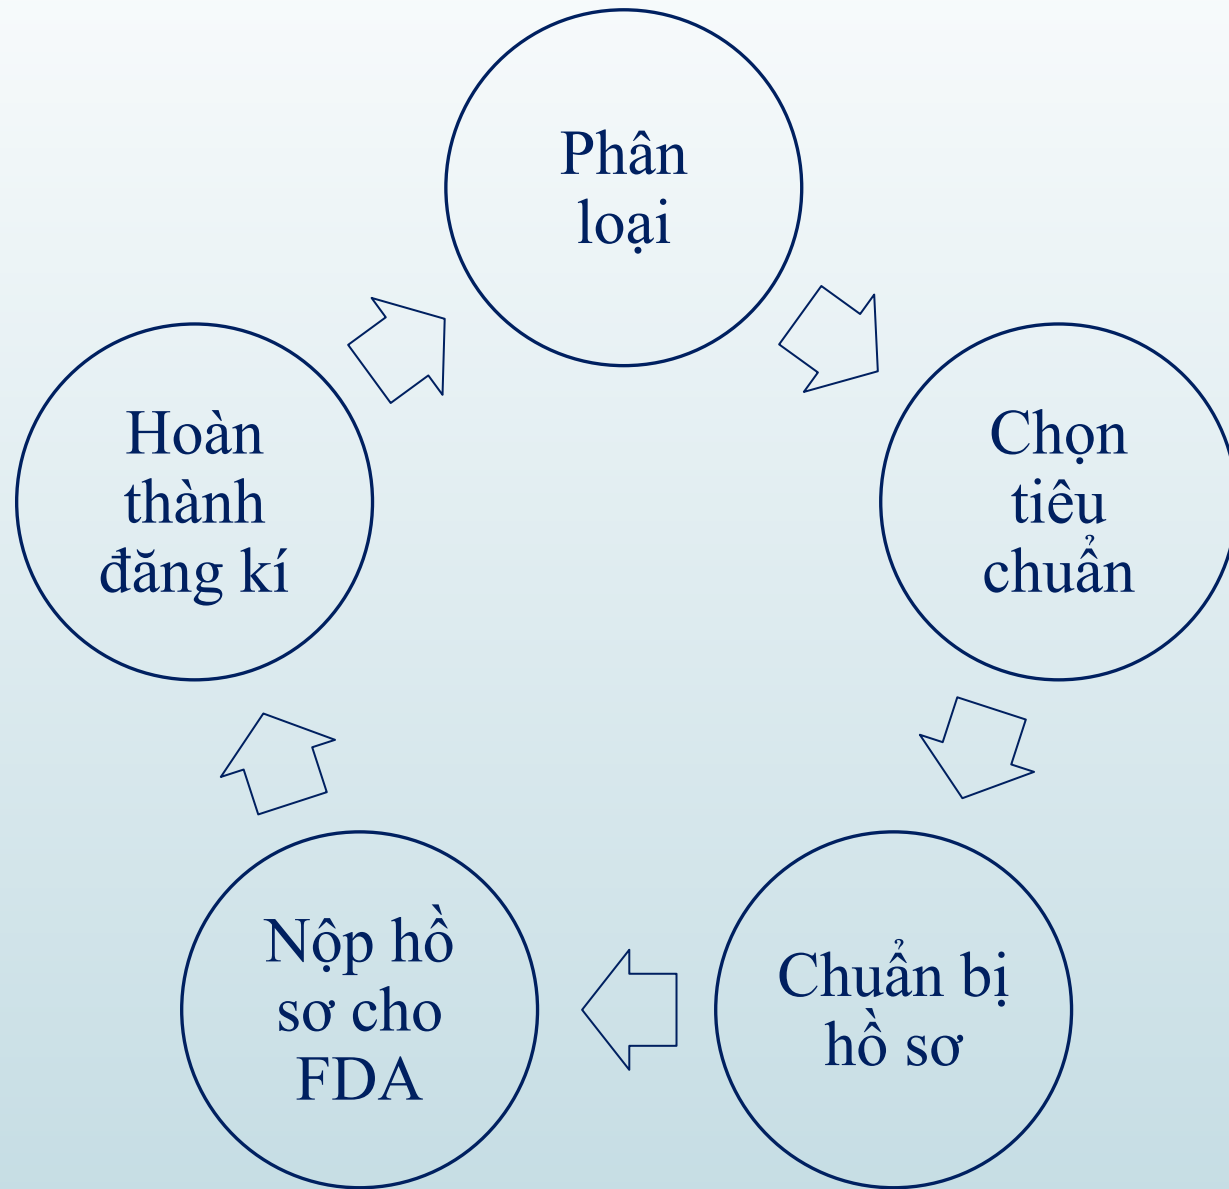 Phân
loại
Chọn
tiêu
chuẩn
Chuẩn bị
hồ sơ
Nộp hồ
sơ cho
FDA
Hoàn
thành
đăng kí